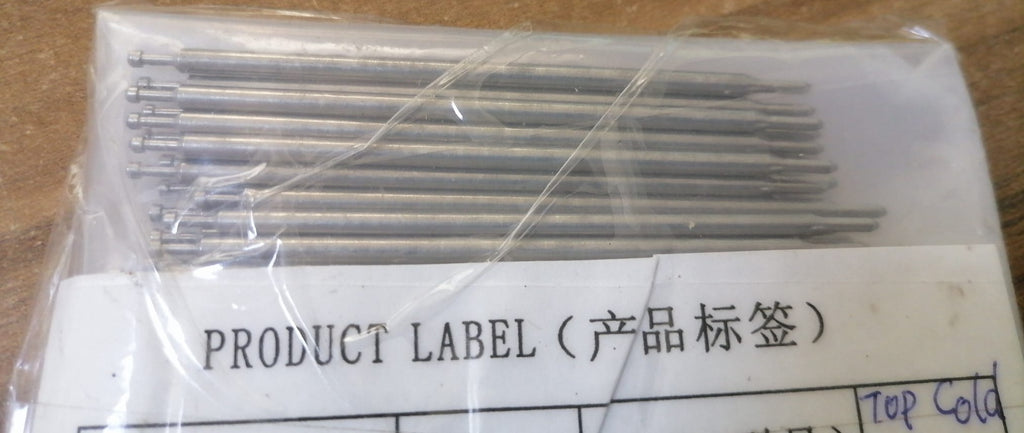 PRODUCT LABEL (产品标签)
Top Cold